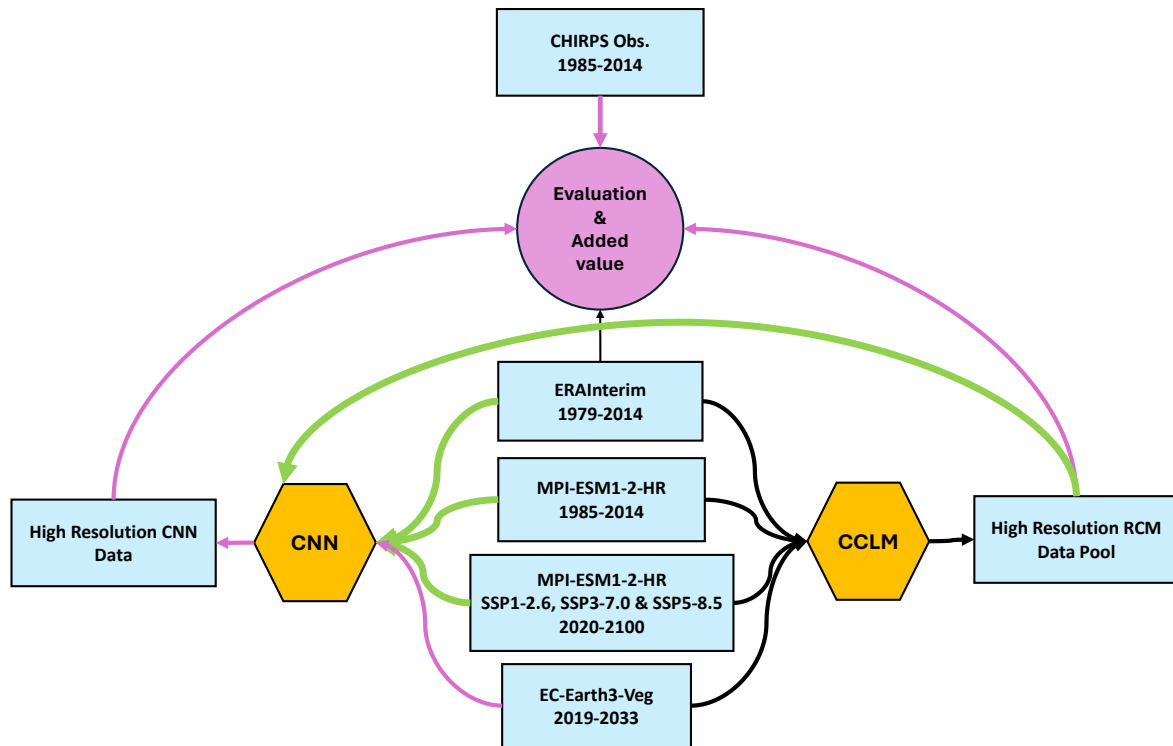 CHIRPS Obs.
1985-2014
Evaluation
&
Added
value
ERAInterim
1979-2014
MPI-ESM1-2-HR
1985-2014
High Resolution CNN
Data
CNN
CCLM
High Resolution RCM
Data Pool
MPI-ESM1-2-HR
SSP1-2.6, SSP3-7.0 & SSP5-8.5
2020-2100
EC-Earth3-Veg
2019-2033